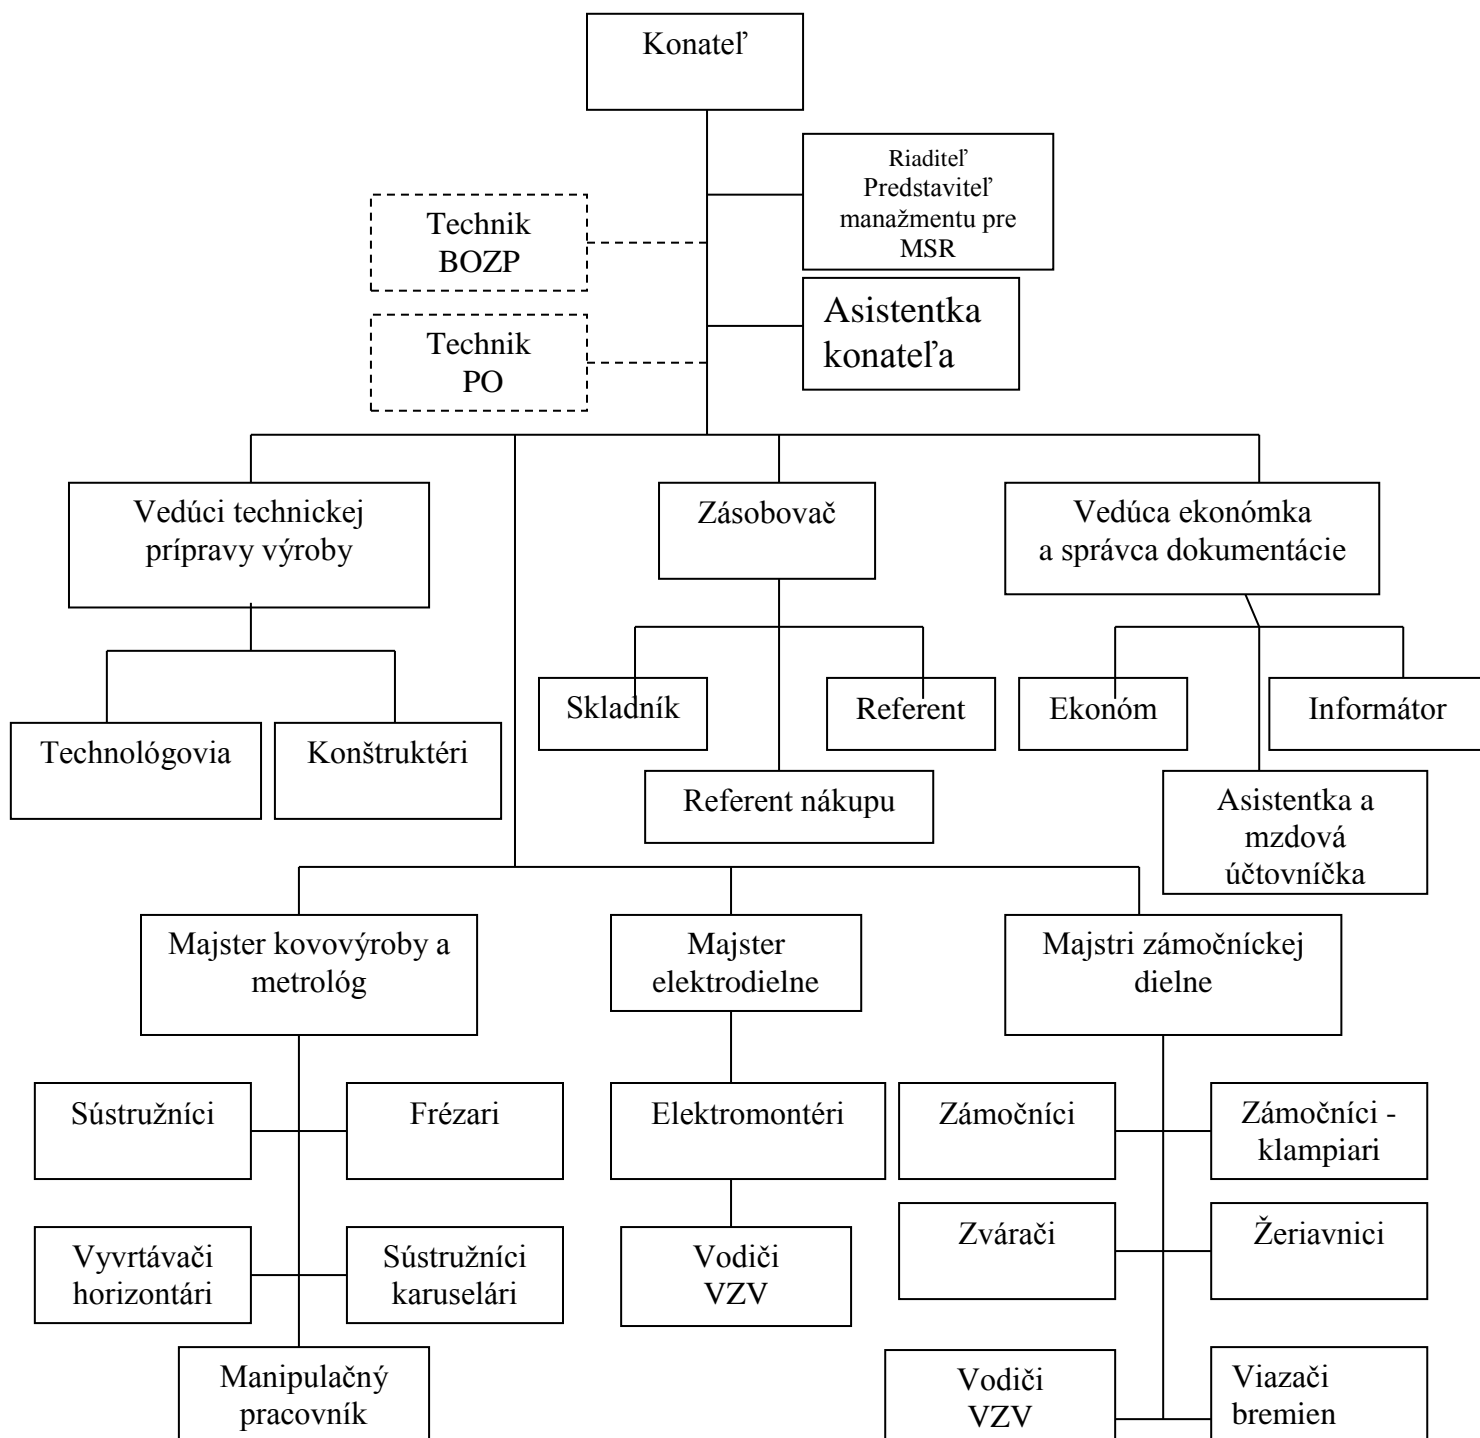 Konateľ
Riaditeľ
Predstaviteľ
manažmentu pre
MSR
Technik
BOZP
Asistentka
konateľa
Technik
PO
Vedúci technickej
prípravy výroby
Zásobovač
Vedúca ekonómka
a správca dokumentácie
Skladník
Referent
Ekonóm
Informátor
Technológovia
Konštruktéri
Referent nákupu
Asistentka a
mzdová
účtovníčka
Majster kovovýroby a
metrológ
Majster
elektrodielne
Majstri zámočníckej
dielne
Sústružníci
Frézari
Elektromontéri
Zámočníci
Zámočníci -
klampiari
Vyvrtávači
horizontári
Sústružníci
karuselári
Vodiči
VZV
Zvárači
Žeriavnici
Manipulačný
pracovník
Vodiči
VZV
Viazači
bremien